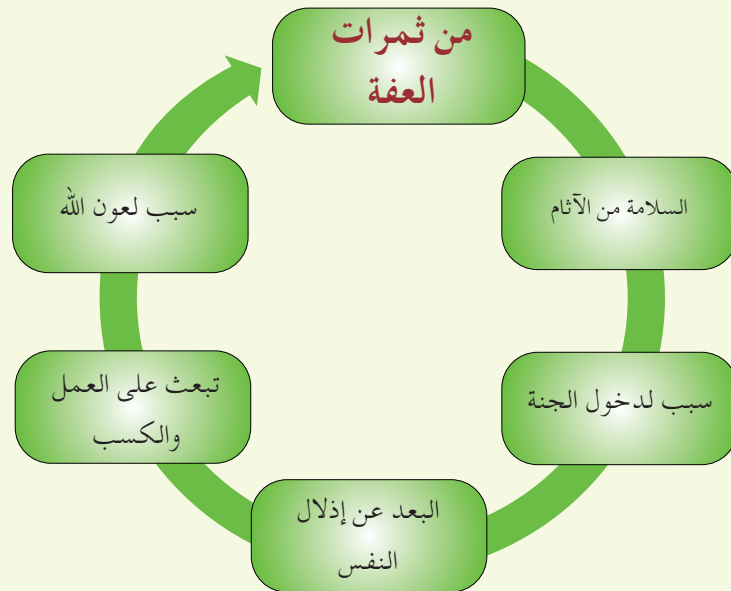 من ثمرات
العفة
السلامة من الآثام
سبب لدخول الجنة
البعد عن إذلال
النفس
تبعث على العمل
والكسب
سبب لعون الله